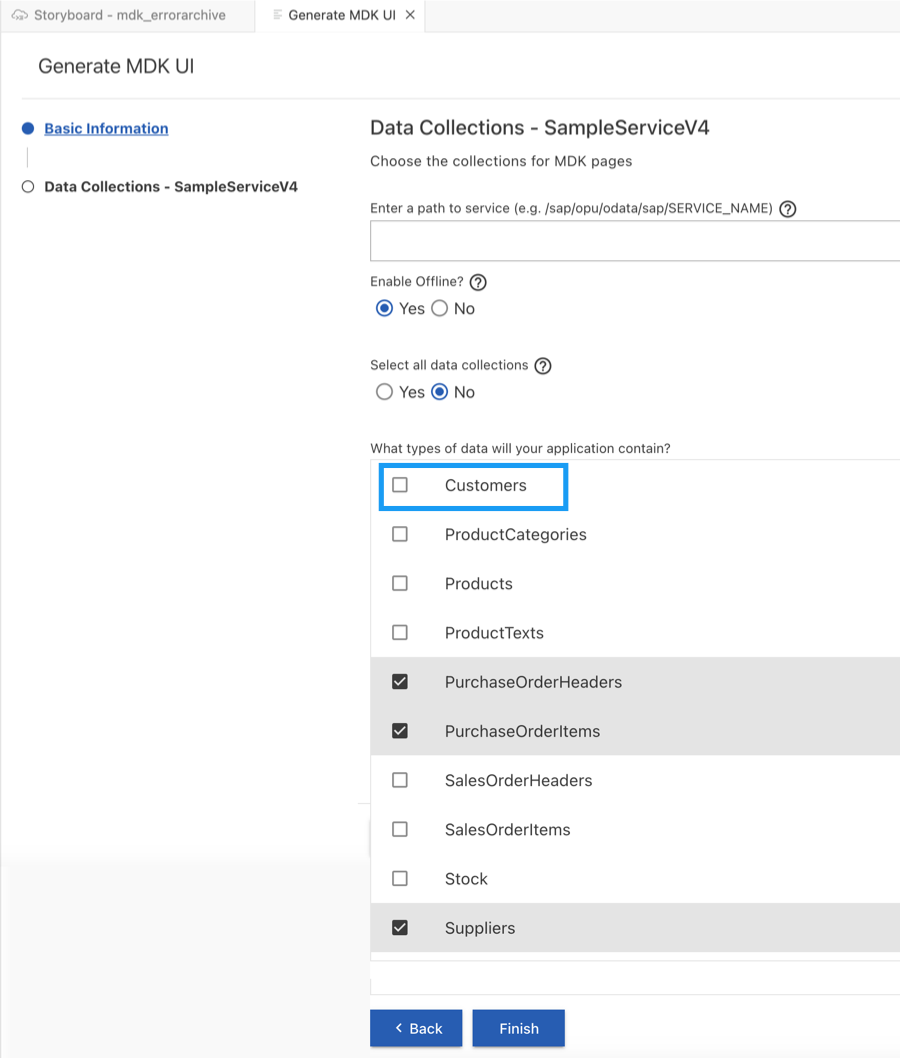 Storyboard - mdk_errorarchive
Generate MDK UI
Generate MDK UI
Basic Information
Data Collections - SampleServiceV4
Data Collections - SampleServiceV4
Choose the collections for MDK pages
Enter a path to service (e.g. /sap/opu/odata/sap/SERVICE_NAME) ?
Enable Offline? ?
Yes No
Select all data collections ?
Yes No
What types of data will your application contain?
Customers
ProductCategories
Products
ProductTexts
PurchaseOrderHeaders
PurchaseOrderItems
SalesOrderHeaders
SalesOrderItems
Stock
Suppliers
Back Finish